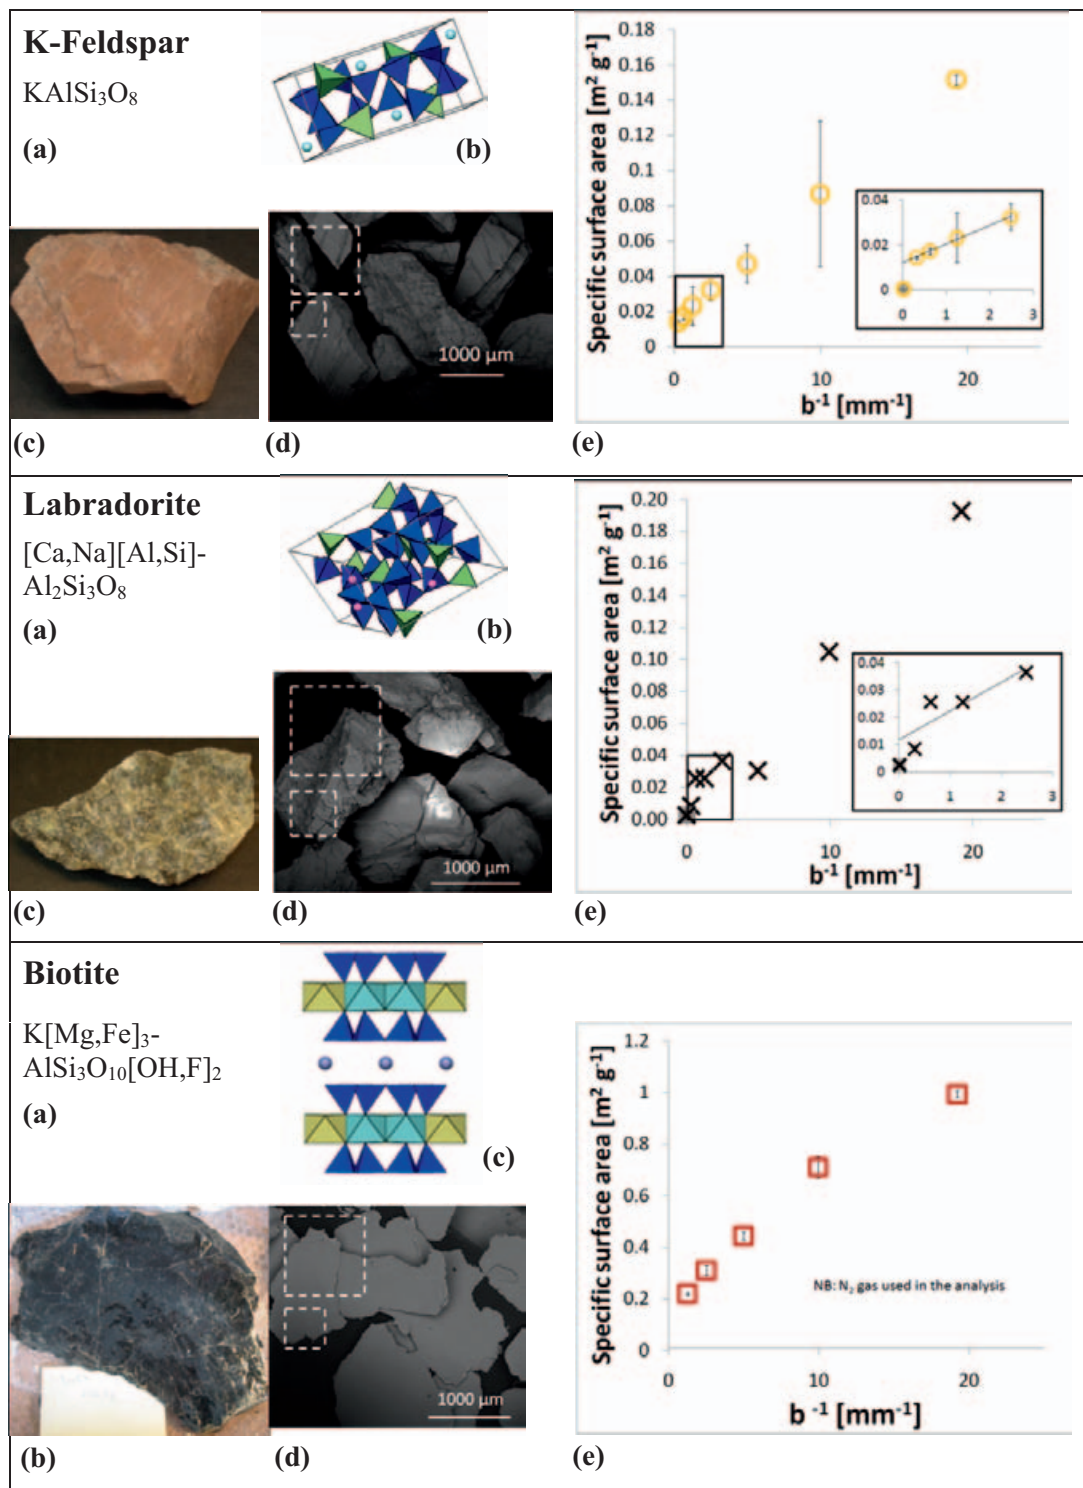 K-Feldspar
KAlSi₃O₈
(a)
(b)
(c)
1000 µm
(d)
Specific surface area [m² g⁻¹]
0.18
0.16
0.14
0.12
0.1
0.08
0.06
0.04
0.02
0
0 10 20
b⁻¹ [mm⁻¹]
0.04
0.02
0
0 1 2 3
(e)
Labradorite
[Ca,Na][Al,Si]-
Al₂Si₃O₈
(a)
(b)
(c)
1000 µm
(d)
Specific surface area [m² g⁻¹]
0.20
0.18
0.16
0.14
0.12
0.10
0.08
0.06
0.04
0.02
0.00
0 10 20
b⁻¹ [mm⁻¹]
0.04
0.03
0.02
0.01
0
0 1 2 3
(e)
Biotite
K[Mg,Fe]₃-
AlSi₃O₁₀[OH,F]₂
(a)
(c)
(b)
1000 µm
(d)
Specific surface area [m² g⁻¹]
1.2
1
0.8
0.6
0.4
0.2
0
NB: N₂ gas used in the analysis
0 10 20
b ⁻¹ [mm⁻¹]
(e)